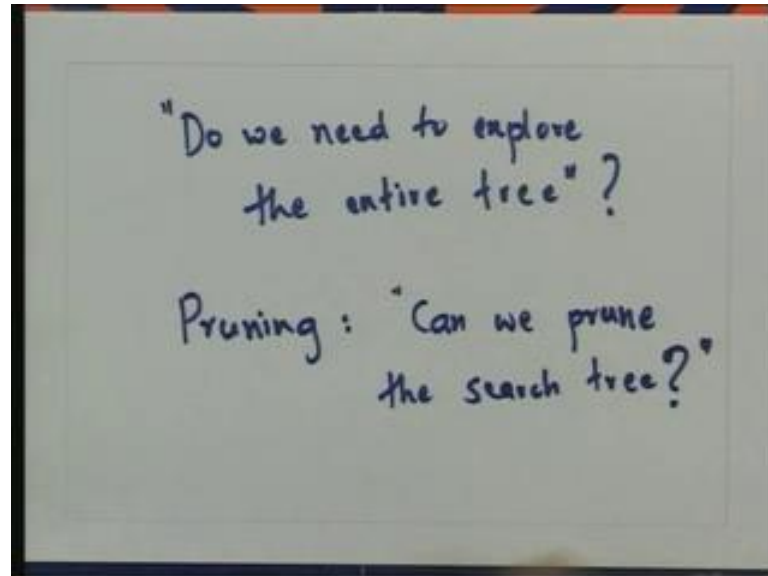 "Do we need to explore
the entire tree"?
Pruning: "Can we prune
the search tree?"